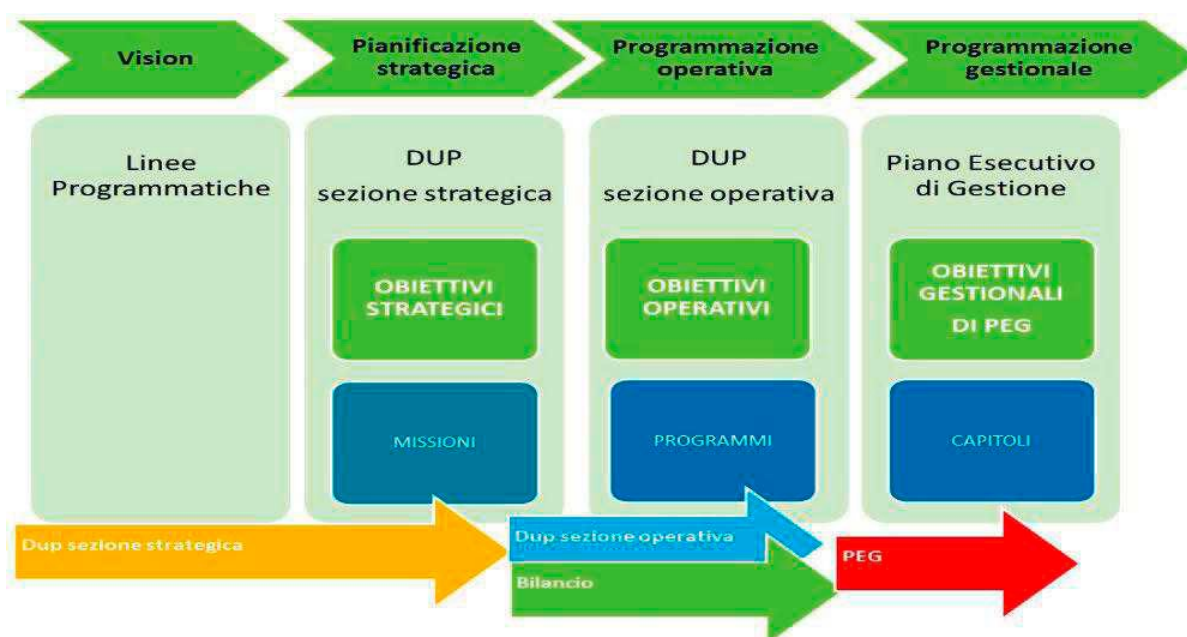 Vision
Pianificazione
strategica
Programmazione
operativa
Programmazione
gestionale
Linee
Programmatiche
DUP
sezione strategica
OBIETTIVI
STRATEGICI
MISSIONI
DUP
sezione operativa
OBIETTIVI
OPERATIVI
PROGRAMMI
Piano Esecutivo
di Gestione
OBIETTIVI
GESTIONALI
DI PEG
CAPITOLI
Dup sezione strategica
Dup sezione operativa
Bilancio
PEG